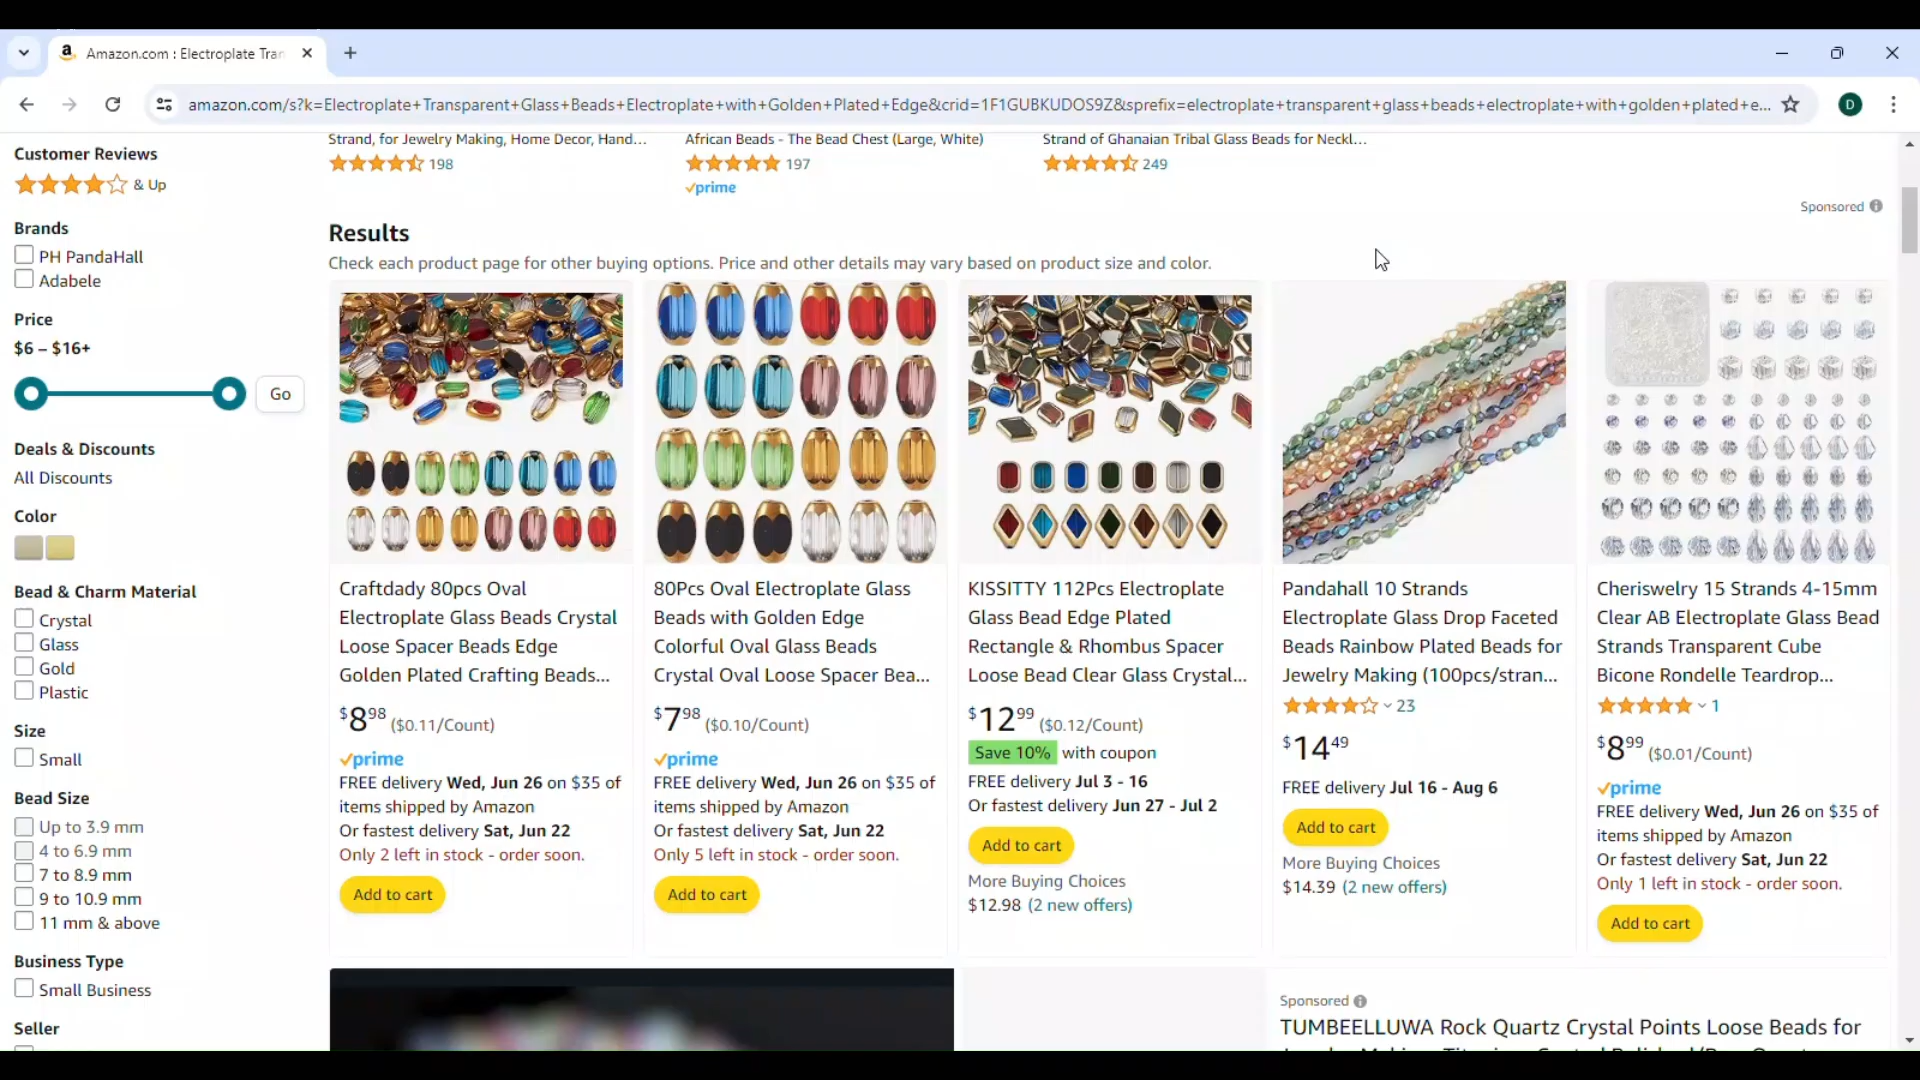 Amazon.com : Electroplate Tran
amazon.com/s?k=Electroplate+Transparent+Glass+Beads+Electroplate+with+Golden+Plated+Edge&crid=1F1GUBKUDOS9Z&sprefix=electroplate+transparent+glass+beads+electroplate+with+golden+plated+e...
D
Strand, for Jewelry Making, Home Decor, Hand...
198
African Beads - The Bead Chest (Large, White)
197
prime
Strand of Ghanaian Tribal Glass Beads for Neckl...
249
Sponsored
Customer Reviews
& Up
Brands
PH PandaHall
Adabele
Price
$6 – $16+
Go
Deals & Discounts
All Discounts
Color
Bead & Charm Material
Crystal
Glass
Gold
Plastic
Size
Small
Bead Size
Up to 3.9 mm
4 to 6.9 mm
7 to 8.9 mm
9 to 10.9 mm
11 mm & above
Business Type
Small Business
Seller
Results
Check each product page for other buying options. Price and other details may vary based on product size and color.
Craftdady 80pcs Oval
Electroplate Glass Beads Crystal
Loose Spacer Beads Edge
Golden Plated Crafting Beads...
$8.98 ($0.11/Count)
prime
FREE delivery Wed, Jun 26 on $35 of
items shipped by Amazon
Or fastest delivery Sat, Jun 22
Only 2 left in stock - order soon.
Add to cart
80Pcs Oval Electroplate Glass
Beads with Golden Edge
Colorful Oval Glass Beads
Crystal Oval Loose Spacer Bea...
$7.98 ($0.10/Count)
prime
FREE delivery Wed, Jun 26 on $35 of
items shipped by Amazon
Or fastest delivery Sat, Jun 22
Only 5 left in stock - order soon.
Add to cart
KISSITTY 112Pcs Electroplate
Glass Bead Edge Plated
Rectangle & Rhombus Spacer
Loose Bead Clear Glass Crystal...
$12.99 ($0.12/Count)
Save 10% with coupon
FREE delivery Jul 3 - 16
Or fastest delivery Jun 27 - Jul 2
Add to cart
More Buying Choices
$12.98 (2 new offers)
Pandahall 10 Strands
Electroplate Glass Drop Faceted
Beads Rainbow Plated Beads for
Jewelry Making (100pcs/stran...
23
$14.49
FREE delivery Jul 16 - Aug 6
Add to cart
More Buying Choices
$14.39 (2 new offers)
Cheriswelry 15 Strands 4-15mm
Clear AB Electroplate Glass Bead
Strands Transparent Cube
Bicone Rondelle Teardrop...
1
$8.99 ($0.01/Count)
prime
FREE delivery Wed, Jun 26 on $35 of
items shipped by Amazon
Or fastest delivery Sat, Jun 22
Only 1 left in stock - order soon.
Add to cart
Sponsored
TUMBEELLUWA Rock Quartz Crystal Points Loose Beads for